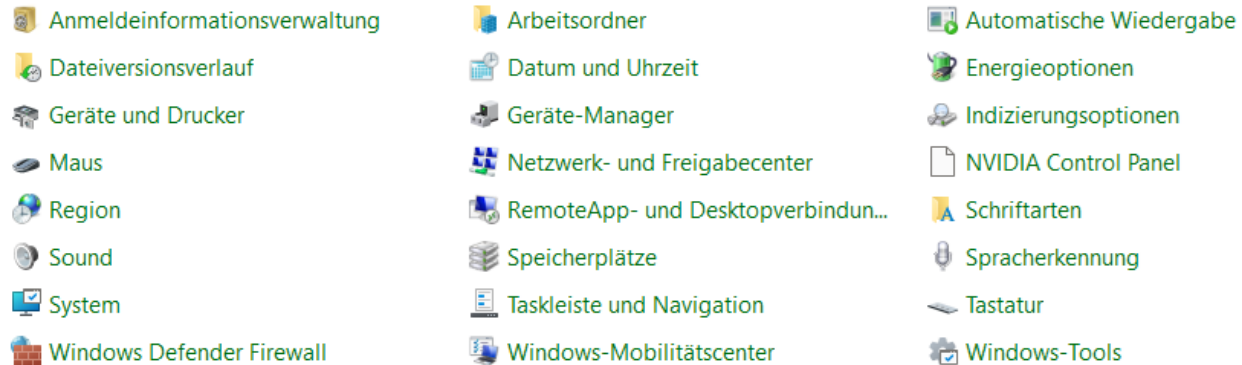 Anmeldeinformationsverwaltung
Arbeitsordner
Automatische Wiedergabe
Dateiversionsverlauf
Datum und Uhrzeit
Energieoptionen
Geräte und Drucker
Geräte-Manager
Indizierungsoptionen
Maus
Netzwerk- und Freigabecenter
NVIDIA Control Panel
Region
RemoteApp- und Desktopverbindun...
Schriftarten
Sound
Speicherplätze
Spracherkennung
System
Taskleiste und Navigation
Tastatur
Windows Defender Firewall
Windows-Mobilitätscenter
Windows-Tools